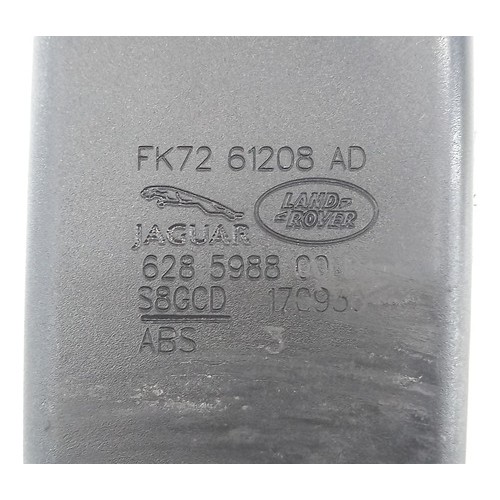 FK72 61208 AD
JAGUAR
LAND-
-ROVER
628 5988
S8GCD
ABS